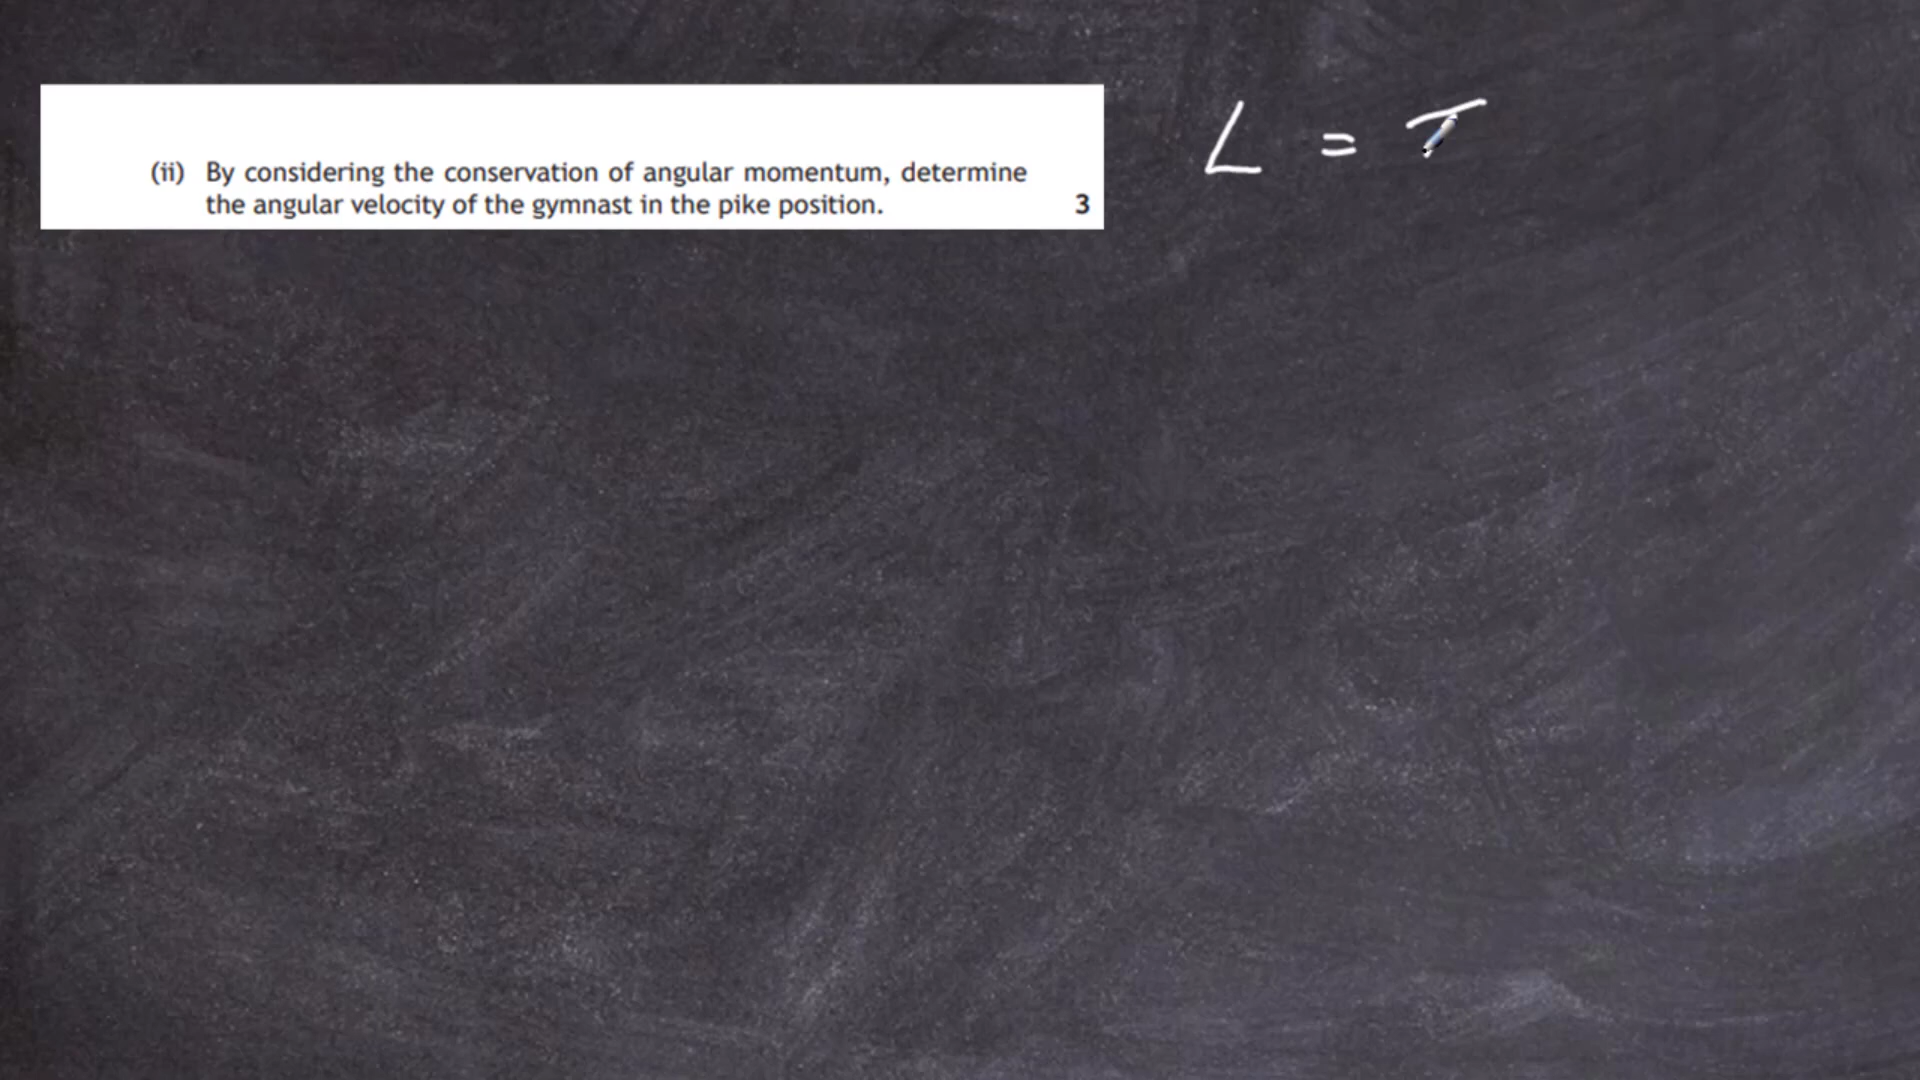 (ii) By considering the conservation of angular momentum, determine
the angular velocity of the gymnast in the pike position. 3
L =